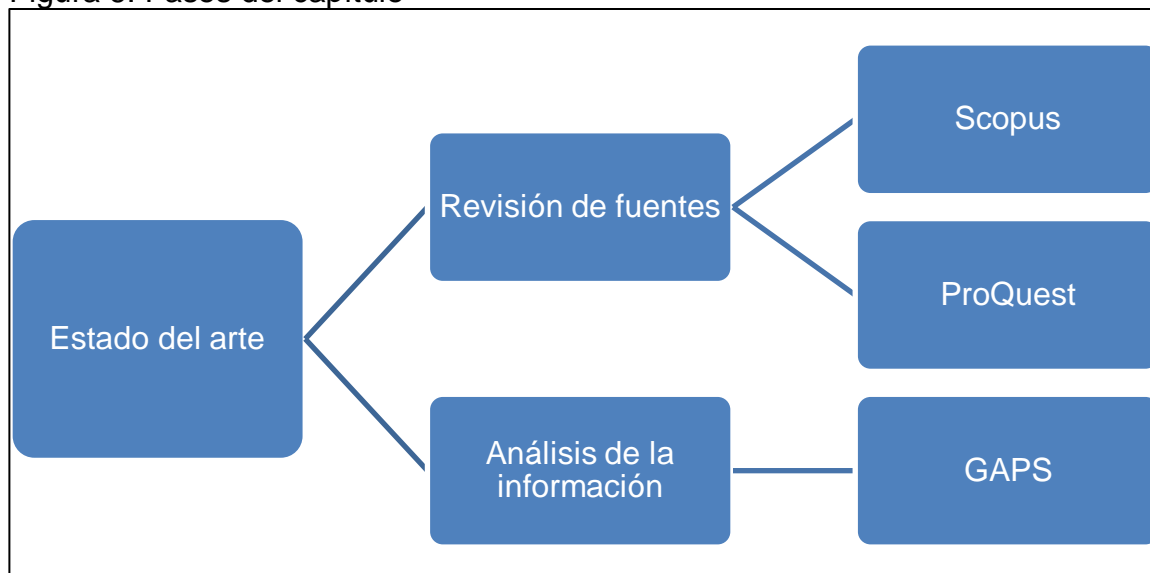 Scopus
Revisión de fuentes
ProQuest
Estado del arte
Análisis de la
información
GAPS